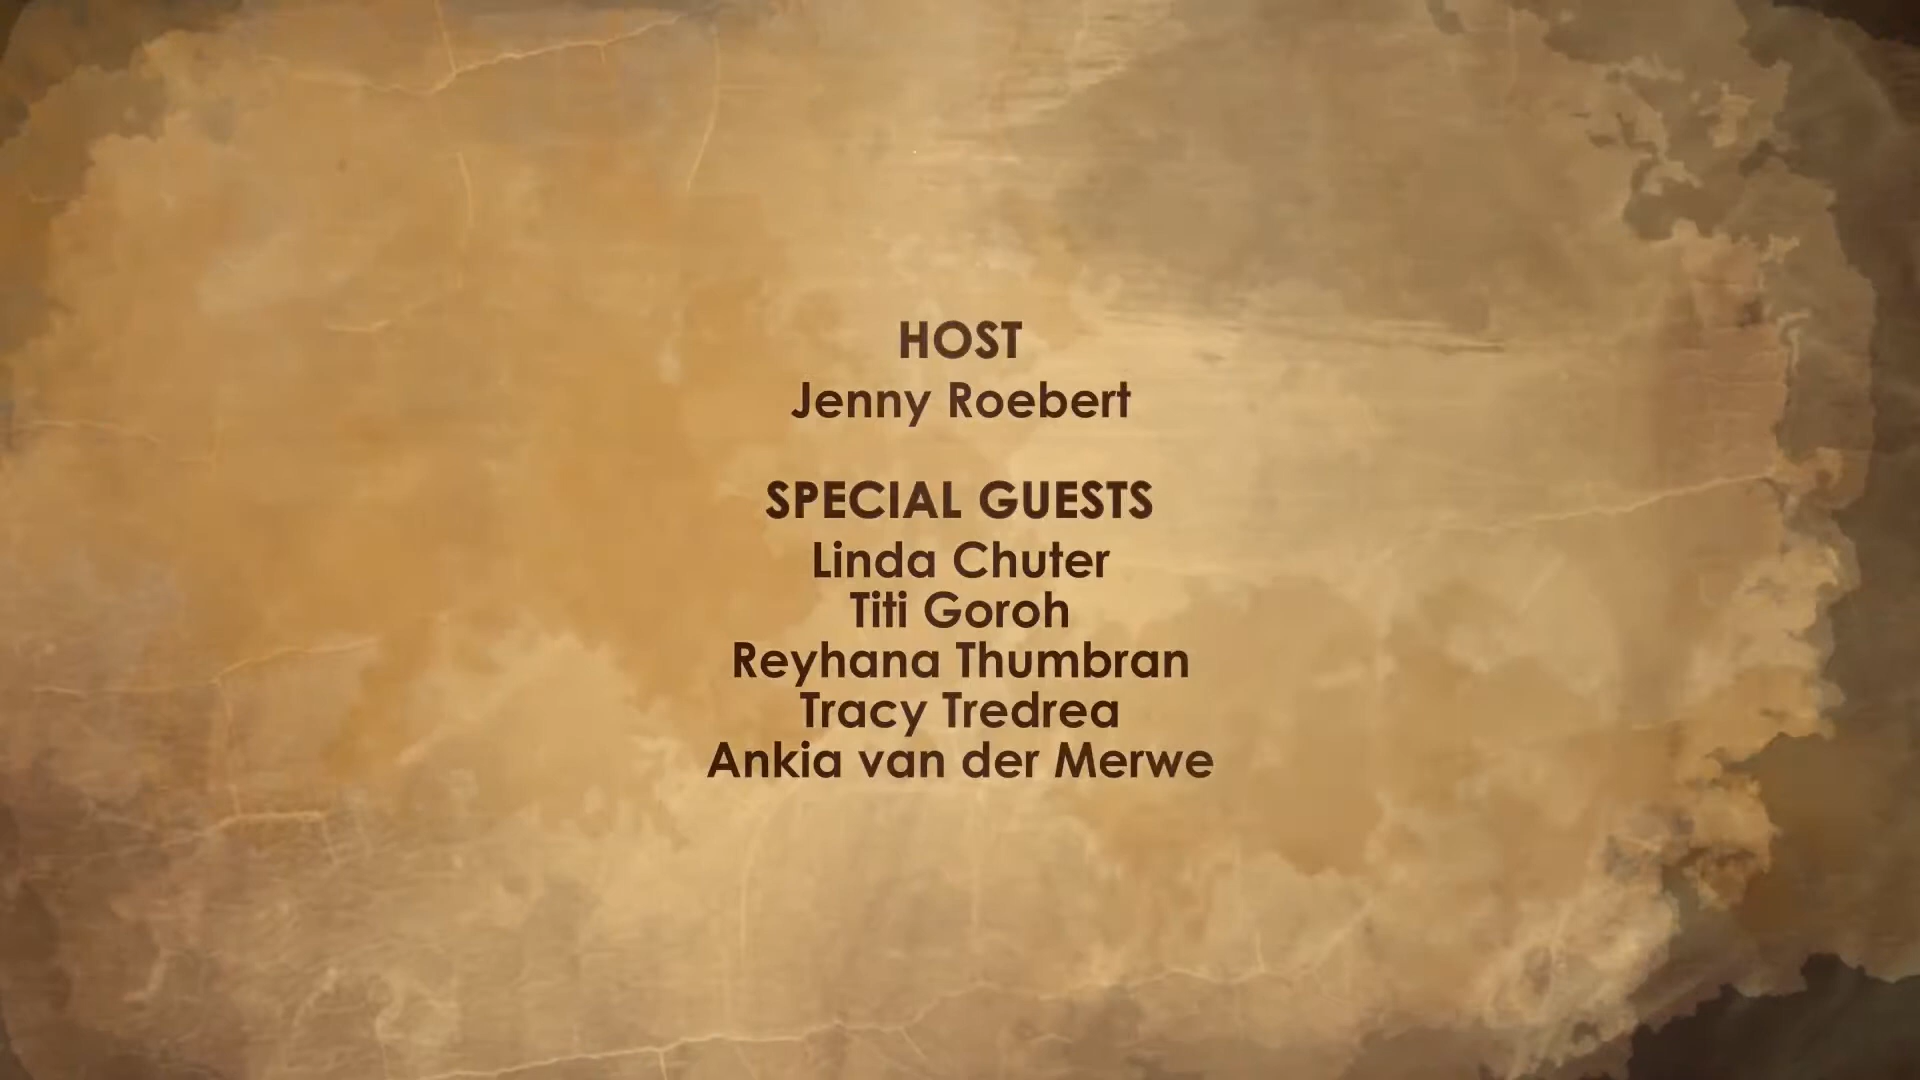 HOST
Jenny Roebert
SPECIAL GUESTS
Linda Chuter
Titi Goroh
Reyhana Thumbran
Tracy Tredrea
Ankia van der Merwe